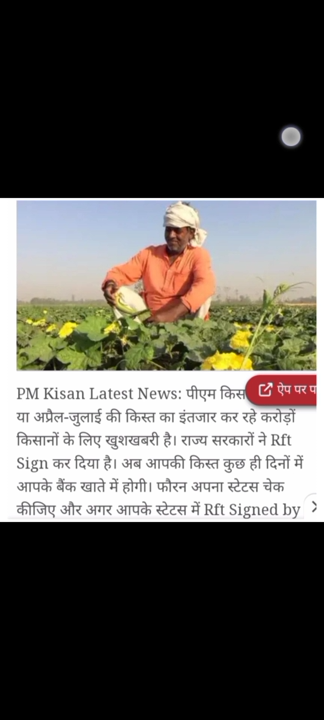 PM Kisan Latest News: पीएम किस
ऐप पर प
या अप्रैल-जुलाई की किस्त का इंतजार कर रहे करोड़ों
किसानों के लिए खुशखबरी है। राज्य सरकारों ने Rft
Sign कर दिया है। अब आपकी किस्त कुछ ही दिनों में
आपके बैंक खाते में होगी। फौरन अपना स्टेटस चेक
कीजिए और अगर आपके स्टेटस में Rft Signed by